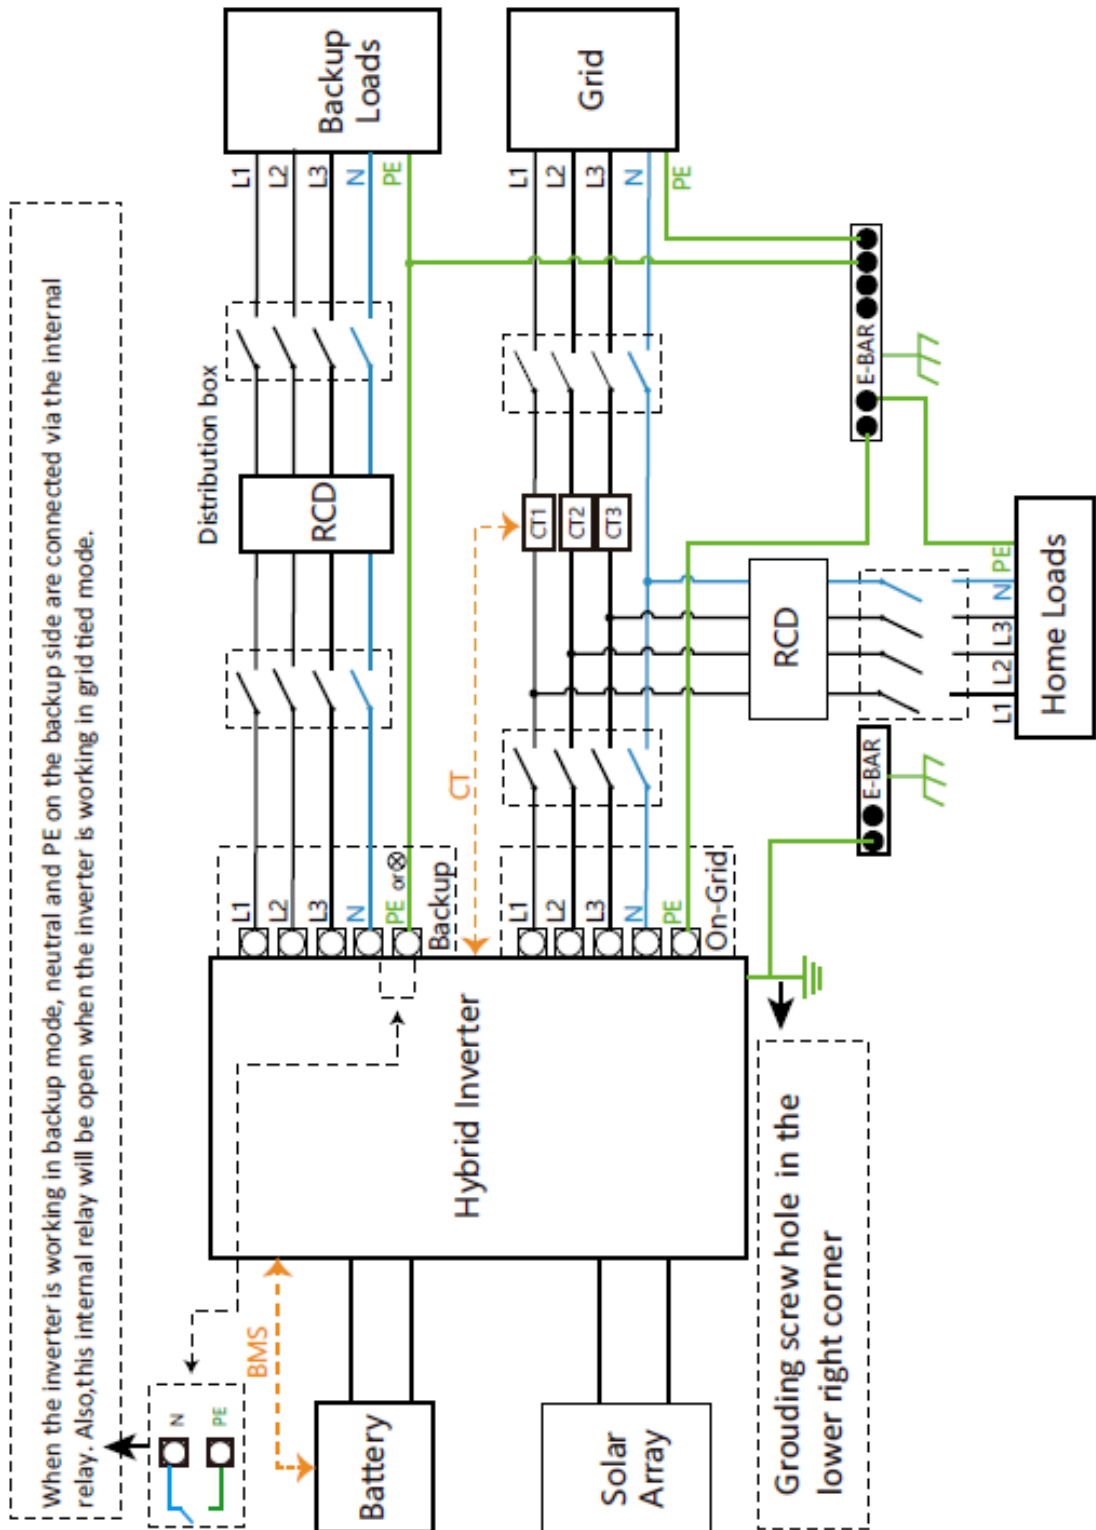 When the inverter is working in backup mode, neutral and PE on the backup side are connected via the internal
relay. Also,this internal relay will be open when the inverter is working in grid tied mode.
N
PE
BMS
Battery
Solar
Array
Hybrid Inverter
Distribution box
L1
L2
L3
N
PE or
Backup
RCD
L1
L2
L3
N
PE
Backup
Loads
CT
L1
L2
L3
N
PE
On-Grid
CT1
CT2
CT3
L1
L2
L3
N
PE
Grid
E-BAR
E-BAR
RCD
L1
L2
L3
N
PE
Home Loads
Grouding screw hole in the
lower right corner